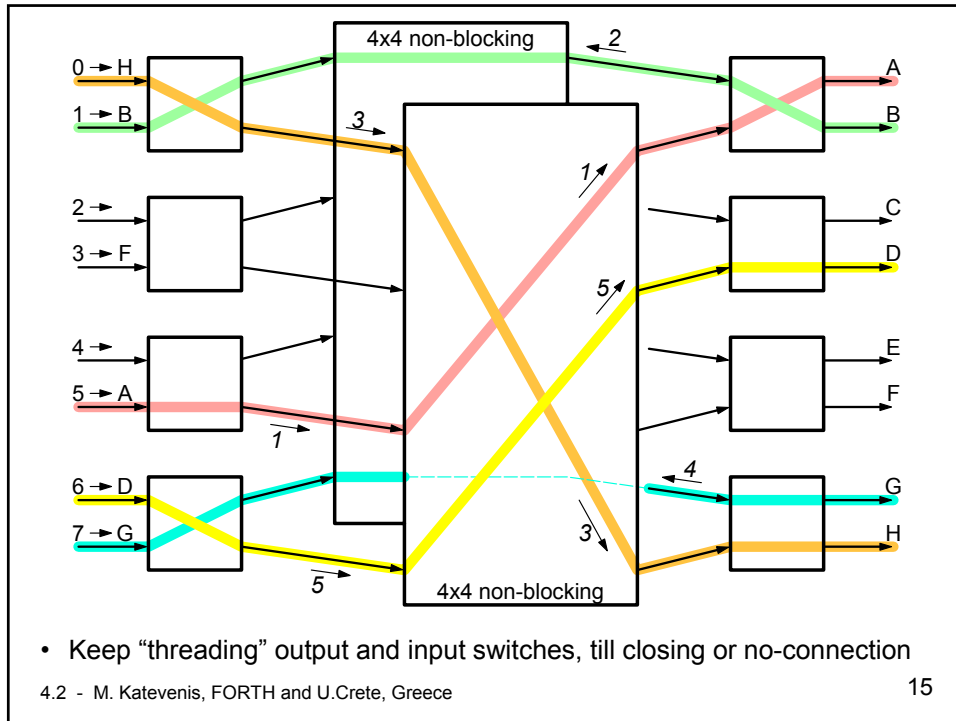 4x4 non-blocking
2
0 → H
A
1 → B
B
3
1
2 →
C
3 → F
D
5
4 →
E
5 → A
F
1
4
6 → D
G
3
7 → G
H
5
4x4 non-blocking
• Keep “threading” output and input switches, till closing or no-connection
4.2 - M. Katevenis, FORTH and U.Crete, Greece
15